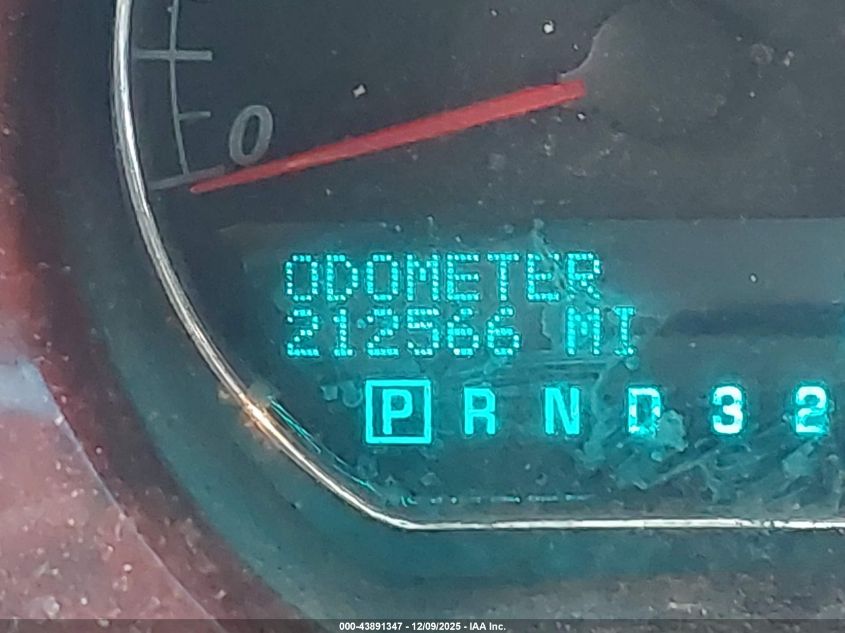 0
ODOMETER
212566 MI
P R N D 3 2
000-43891347 - 12/09/2025 - IAA Inc.